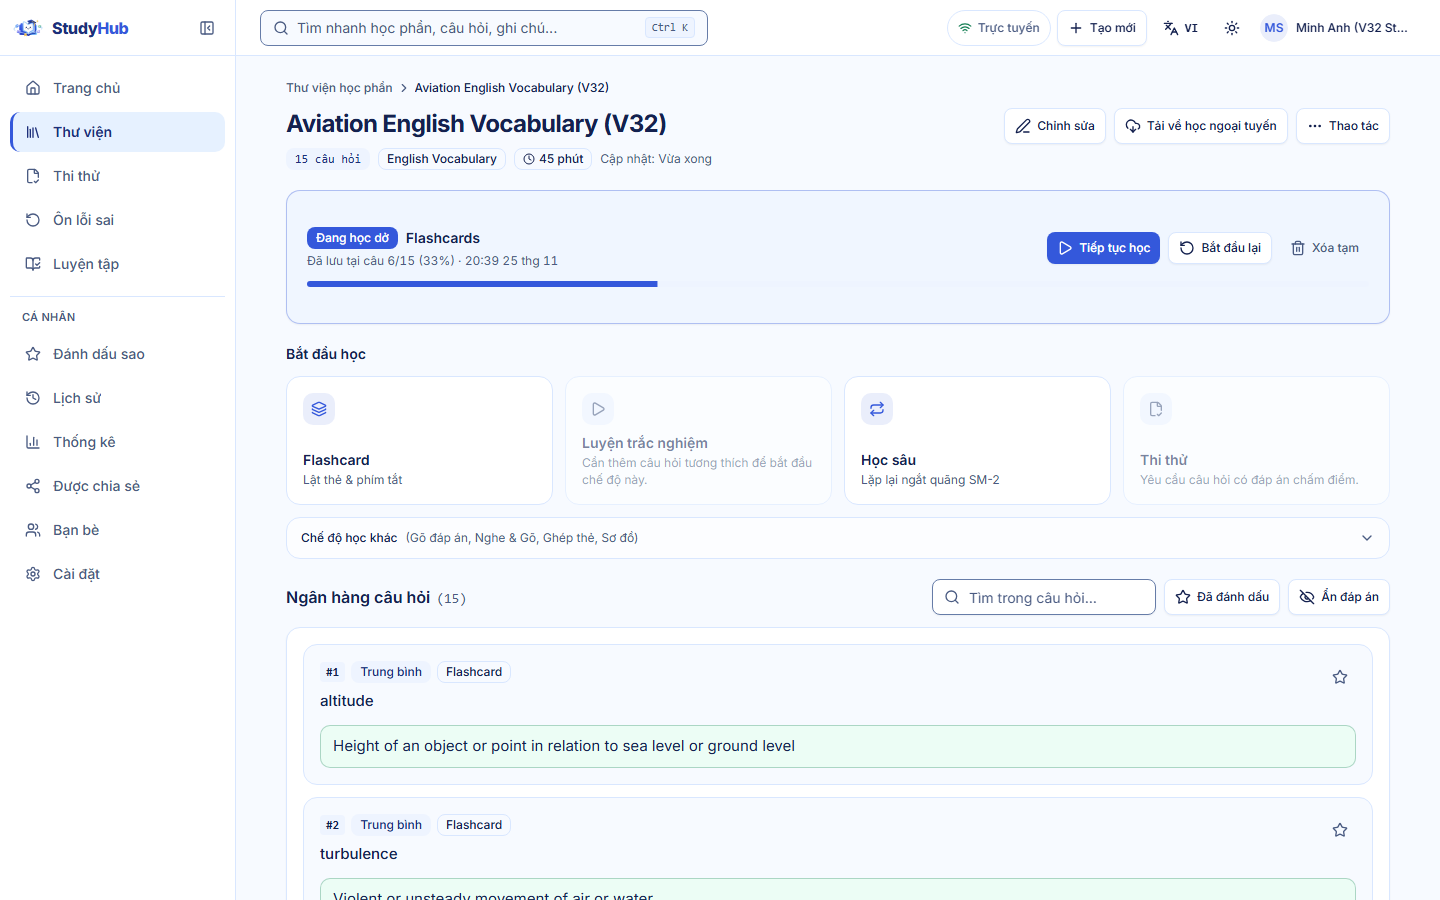 StudyHub
Tìm nhanh học phần, câu hỏi, ghi chú...
Ctrl K
Trực tuyến
Tạo mới
VI
MS
Minh Anh (V32 St...
Trang chủ
Thư viện
Thi thử
Ôn lỗi sai
Luyện tập
CÁ NHÂN
Đánh dấu sao
Lịch sử
Thống kê
Được chia sẻ
Bạn bè
Cài đặt
Thư viện học phần > Aviation English Vocabulary (V32)
Aviation English Vocabulary (V32)
Chỉnh sửa
Tải về học ngoại tuyến
Thao tác
15 câu hỏi
English Vocabulary
45 phút
Cập nhật: Vừa xong
Đang học dở
Flashcards
Đã lưu tại câu 6/15 (33%) · 20:39 25 thg 11
Tiếp tục học
Bắt đầu lại
Xóa tạm
Bắt đầu học
Flashcard
Lật thẻ & phím tắt
Luyện trắc nghiệm
Cần thêm câu hỏi tương thích để bắt đầu
chế độ này.
Học sâu
Lặp lại ngắt quãng SM-2
Thi thử
Yêu cầu câu hỏi có đáp án chấm điểm.
Chế độ học khác (Gõ đáp án, Nghe & Gõ, Ghép thẻ, Sơ đồ)
Ngân hàng câu hỏi (15)
Tìm trong câu hỏi...
Đã đánh dấu
Ẩn đáp án
#1
Trung bình
Flashcard
altitude
Height of an object or point in relation to sea level or ground level
#2
Trung bình
Flashcard
turbulence
Violent or unsteady movement of air or water